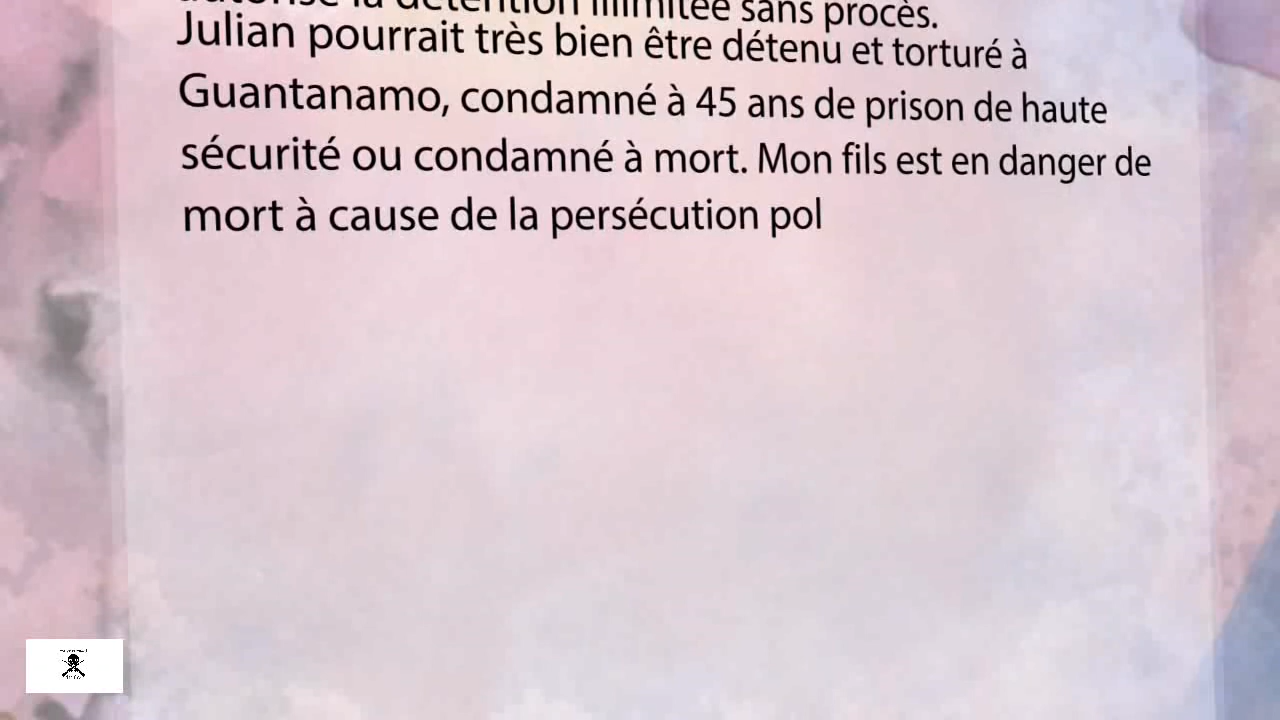 autorise la détention illimitée sans procès.
Julian pourrait très bien être détenu et torturé à
Guantanamo, condamné à 45 ans de prison de haute
sécurité ou condamné à mort. Mon fils est en danger de
mort à cause de la persécution pol